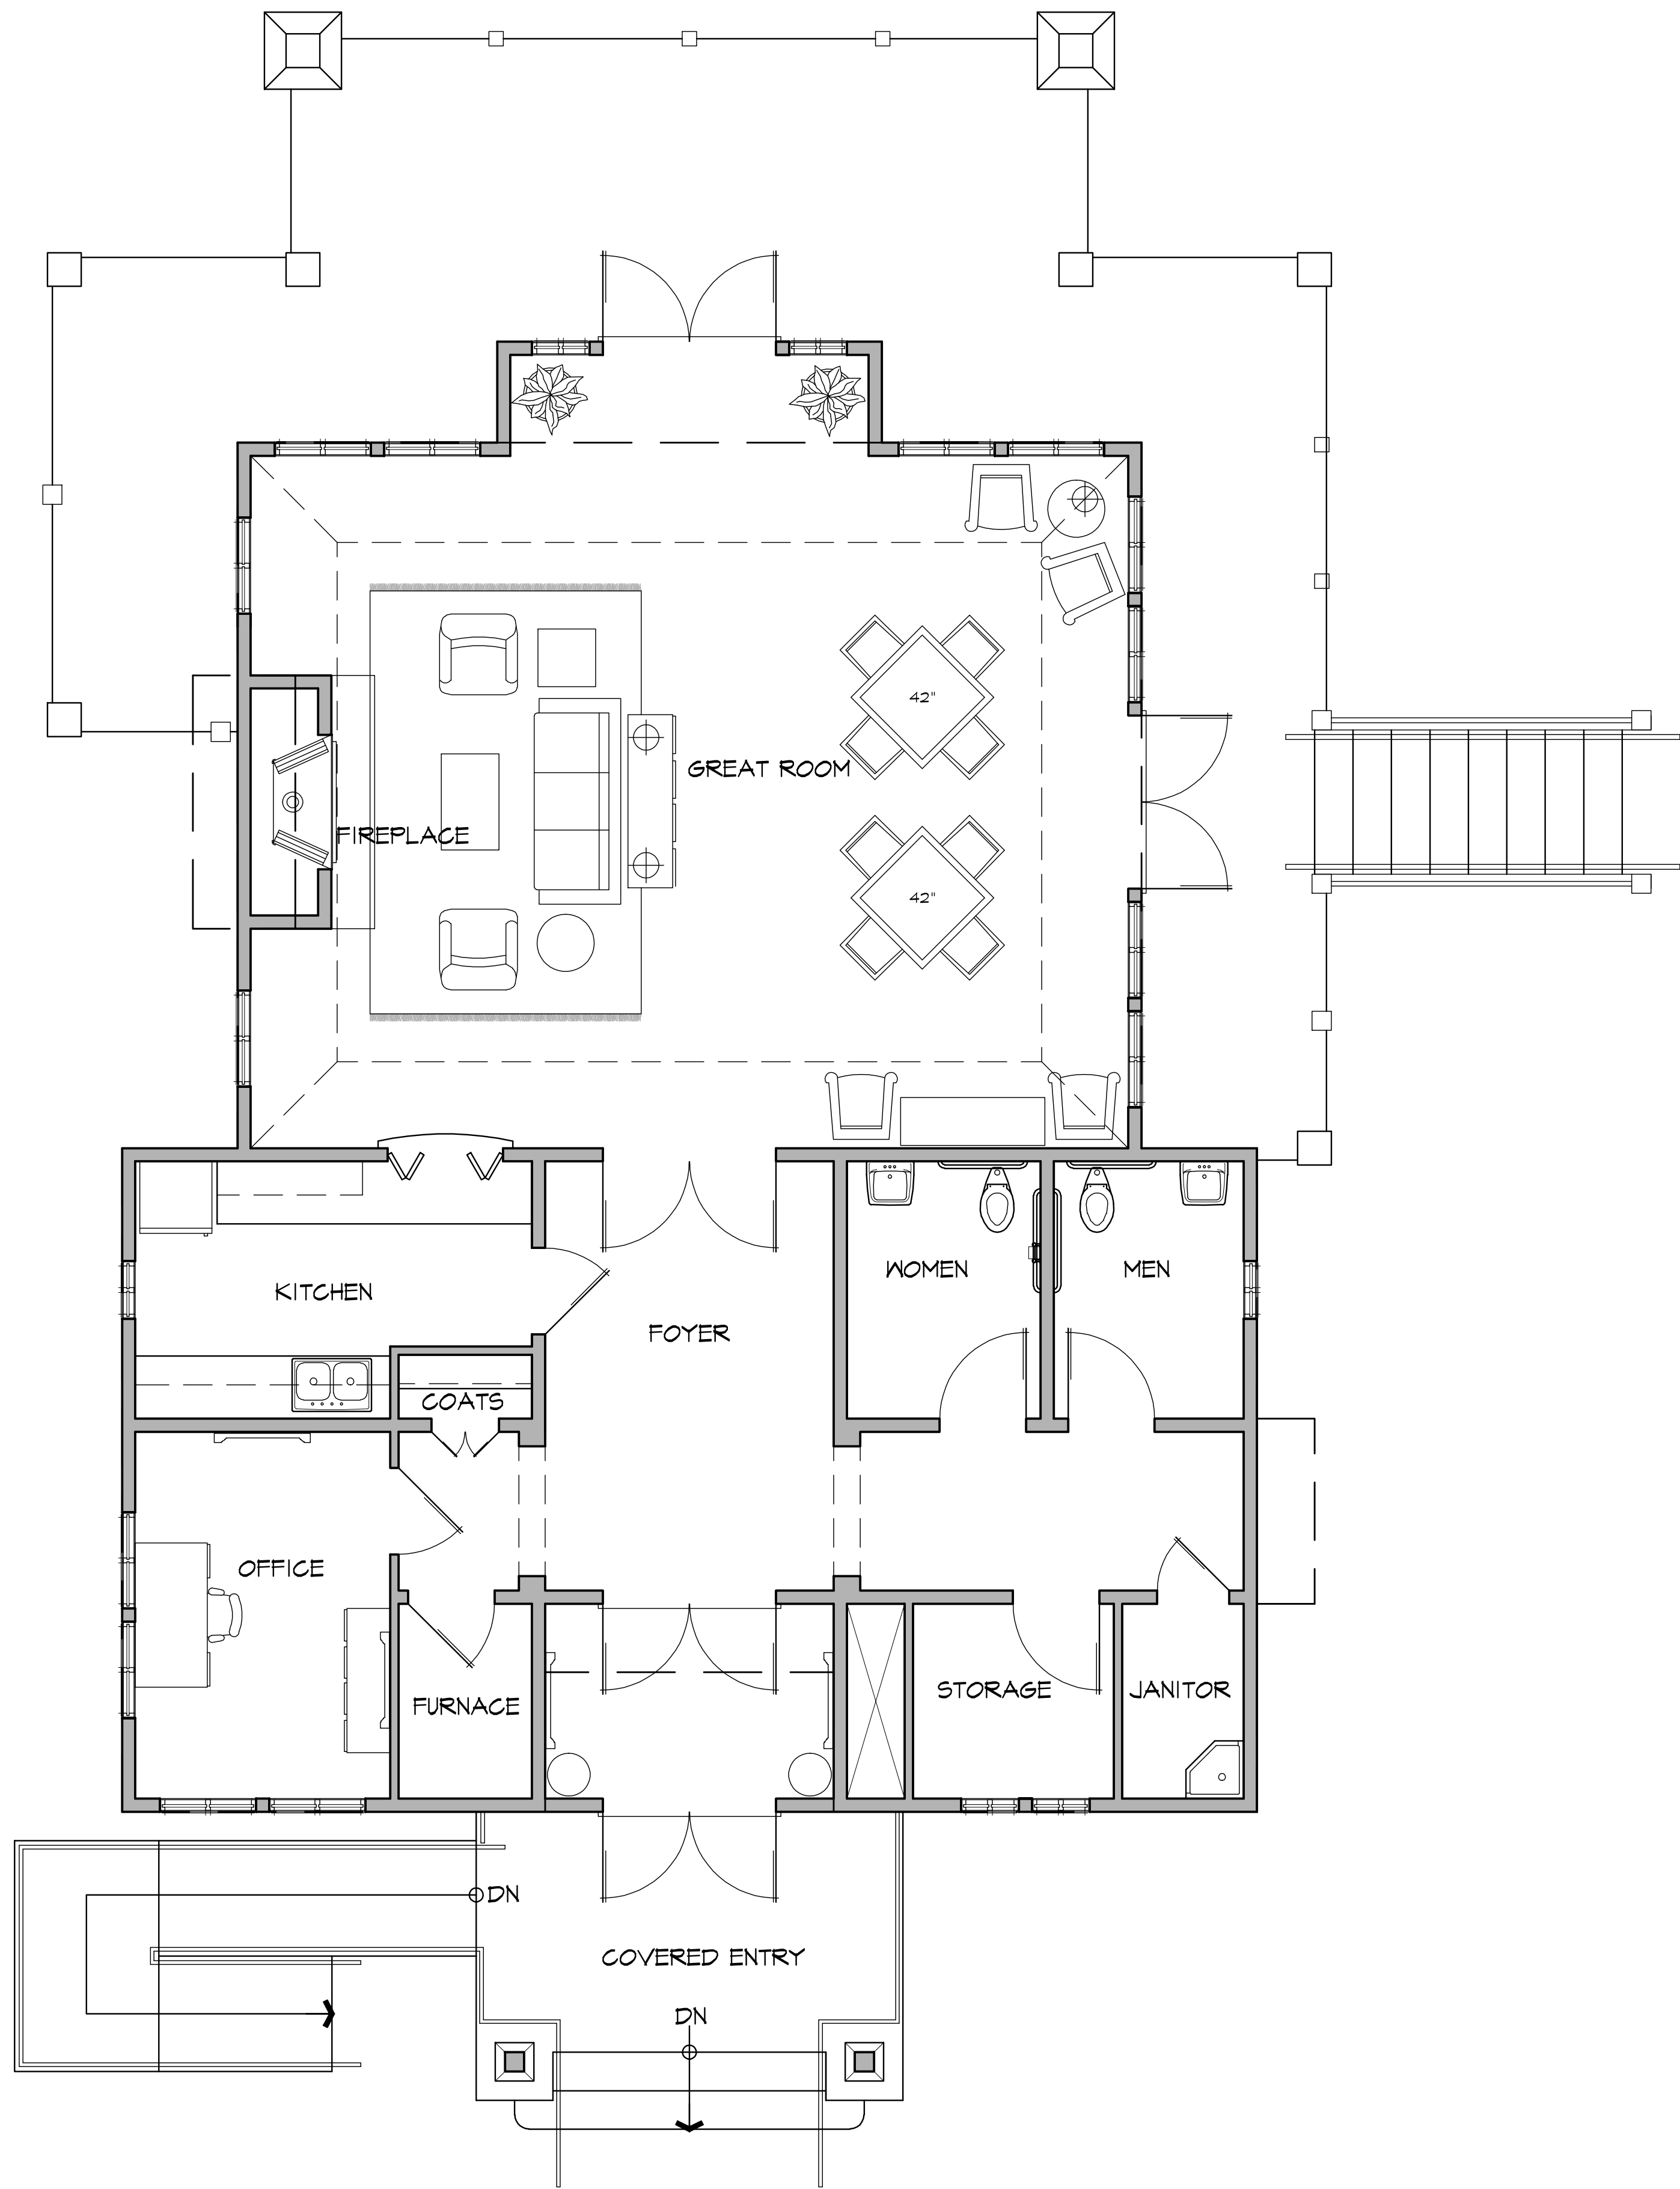 42"
GREAT ROOM
FIREPLACE
42"
WOMEN
MEN
KITCHEN
FOYER
COATS
OFFICE
STORAGE
JANITOR
FURNACE
DN
COVERED ENTRY
DN